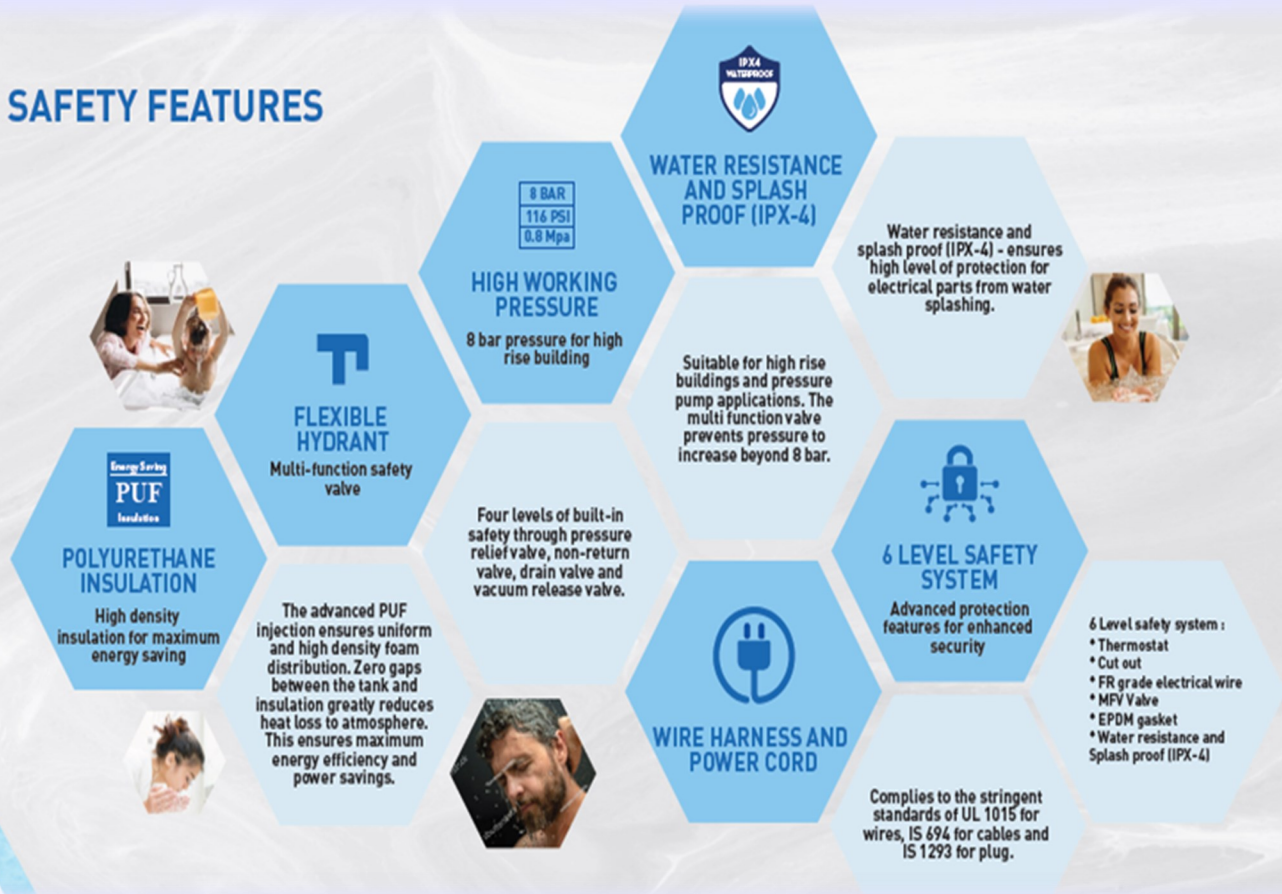 SAFETY FEATURES
IPX4
WATERPROOF
WATER RESISTANCE
AND SPLASH
PROOF (IPX-4)
Water resistance and
splash proof (IPX-4) - ensures
high level of protection for
electrical parts from water
splashing.
8 BAR
116 PSI
0.8 Mpa
HIGH WORKING
PRESSURE
8 bar pressure for high
rise building
Suitable for high rise
buildings and pressure
pump applications. The
multi function valve
prevents pressure to
increase beyond 8 bar.
FLEXIBLE
HYDRANT
Multi-function safety
valve
Four levels of built-in
safety through pressure
relief valve, non-return
valve, drain valve and
vacuum release valve.
Energy Saving
PUF
Insulation
POLYURETHANE
INSULATION
High density
insulation for maximum
energy saving
The advanced PUF
injection ensures uniform
and high density foam
distribution. Zero gaps
between the tank and
insulation greatly reduces
heat loss to atmosphere.
This ensures maximum
energy efficiency and
power savings.
6 LEVEL SAFETY
SYSTEM
Advanced protection
features for enhanced
security
6 Level safety system :
* Thermostat
* Cut out
* FR grade electrical wire
* MFV Valve
* EPDM gasket
* Water resistance and
Splash proof (IPX-4)
WIRE HARNESS AND
POWER CORD
Complies to the stringent
standards of UL 1015 for
wires, IS 694 for cables and
IS 1293 for plug.